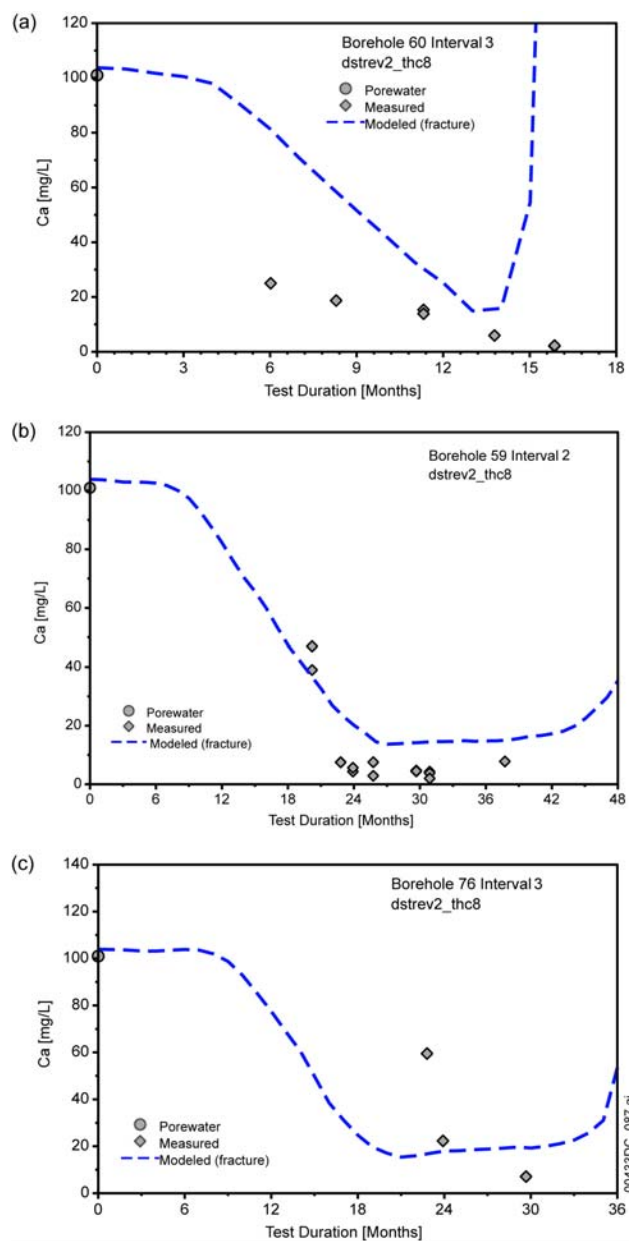 (a)
Borehole 60 Interval 3
dstrev2_thc8
Porewater
Measured
Modeled (fracture)
Ca [mg/L]
120
100
80
60
40
20
0
0 3 6 9 12 15 18
Test Duration [Months]
(b)
Borehole 59 Interval 2
dstrev2_thc8
Ca [mg/L]
120
100
80
60
40
20
0
Porewater
Measured
Modeled (fracture)
0 6 12 18 24 30 36 42 48
Test Duration [Months]
(c)
Borehole 76 Interval 3
dstrev2_thc8
Ca [mg/L]
140
120
100
80
60
40
20
0
Porewater
Measured
Modeled (fracture)
0 6 12 18 24 30 36
Test Duration [Months]